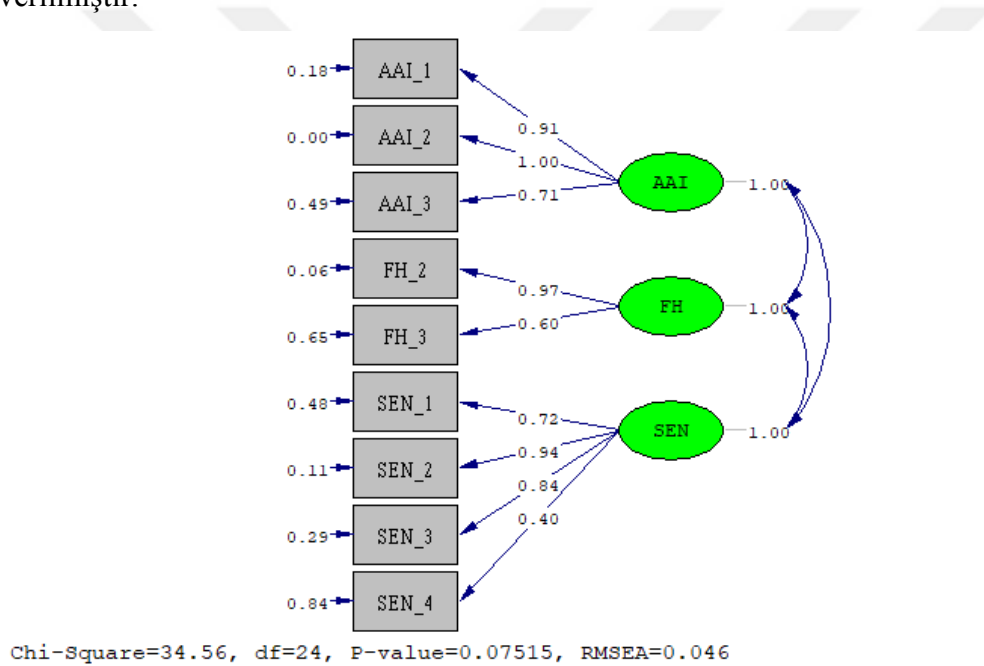 verilmiştir.
0.18 AAI_1
0.91
0.00 AAI_2
1.00
AAI 1.00
0.49 AAI_3
0.71
0.06 FH_2
0.97
FH 1.00
0.65 FH_3
0.60
0.48 SEN_1
0.72
SEN 1.00
0.94
0.11 SEN_2
0.84
0.29 SEN_3
0.40
0.84 SEN_4
Chi-Square=34.56, df=24, P-value=0.07515, RMSEA=0.046